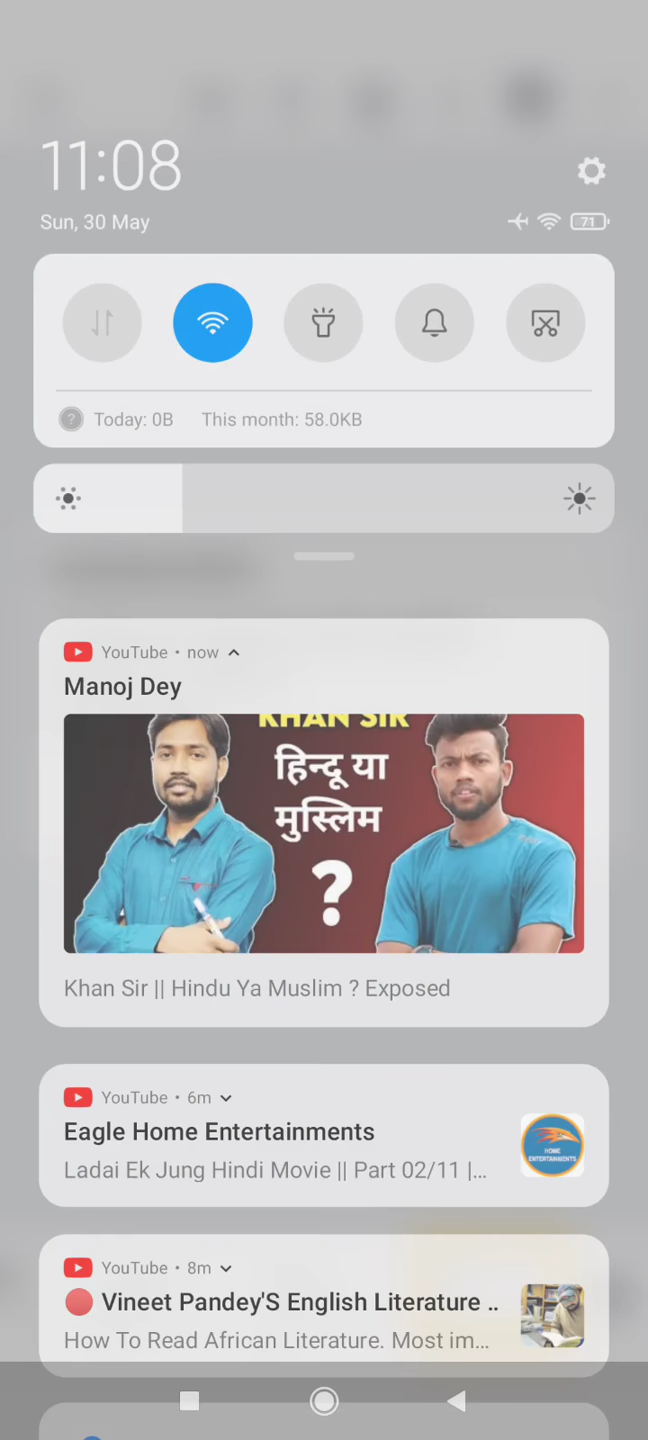 11:08
Sun, 30 May
71
Today: 0B This month: 58.0KB
YouTube • now
Manoj Dey
KHAN SIR
हिन्दू या
मुस्लिम
?
Khan Sir || Hindu Ya Muslim ? Exposed
YouTube • 6m
Eagle Home Entertainments
HOME
ENTERTAINMENTS
Ladai Ek Jung Hindi Movie || Part 02/11 |...
YouTube • 8m
Vineet Pandey'S English Literature ..
How To Read African Literature. Most im...